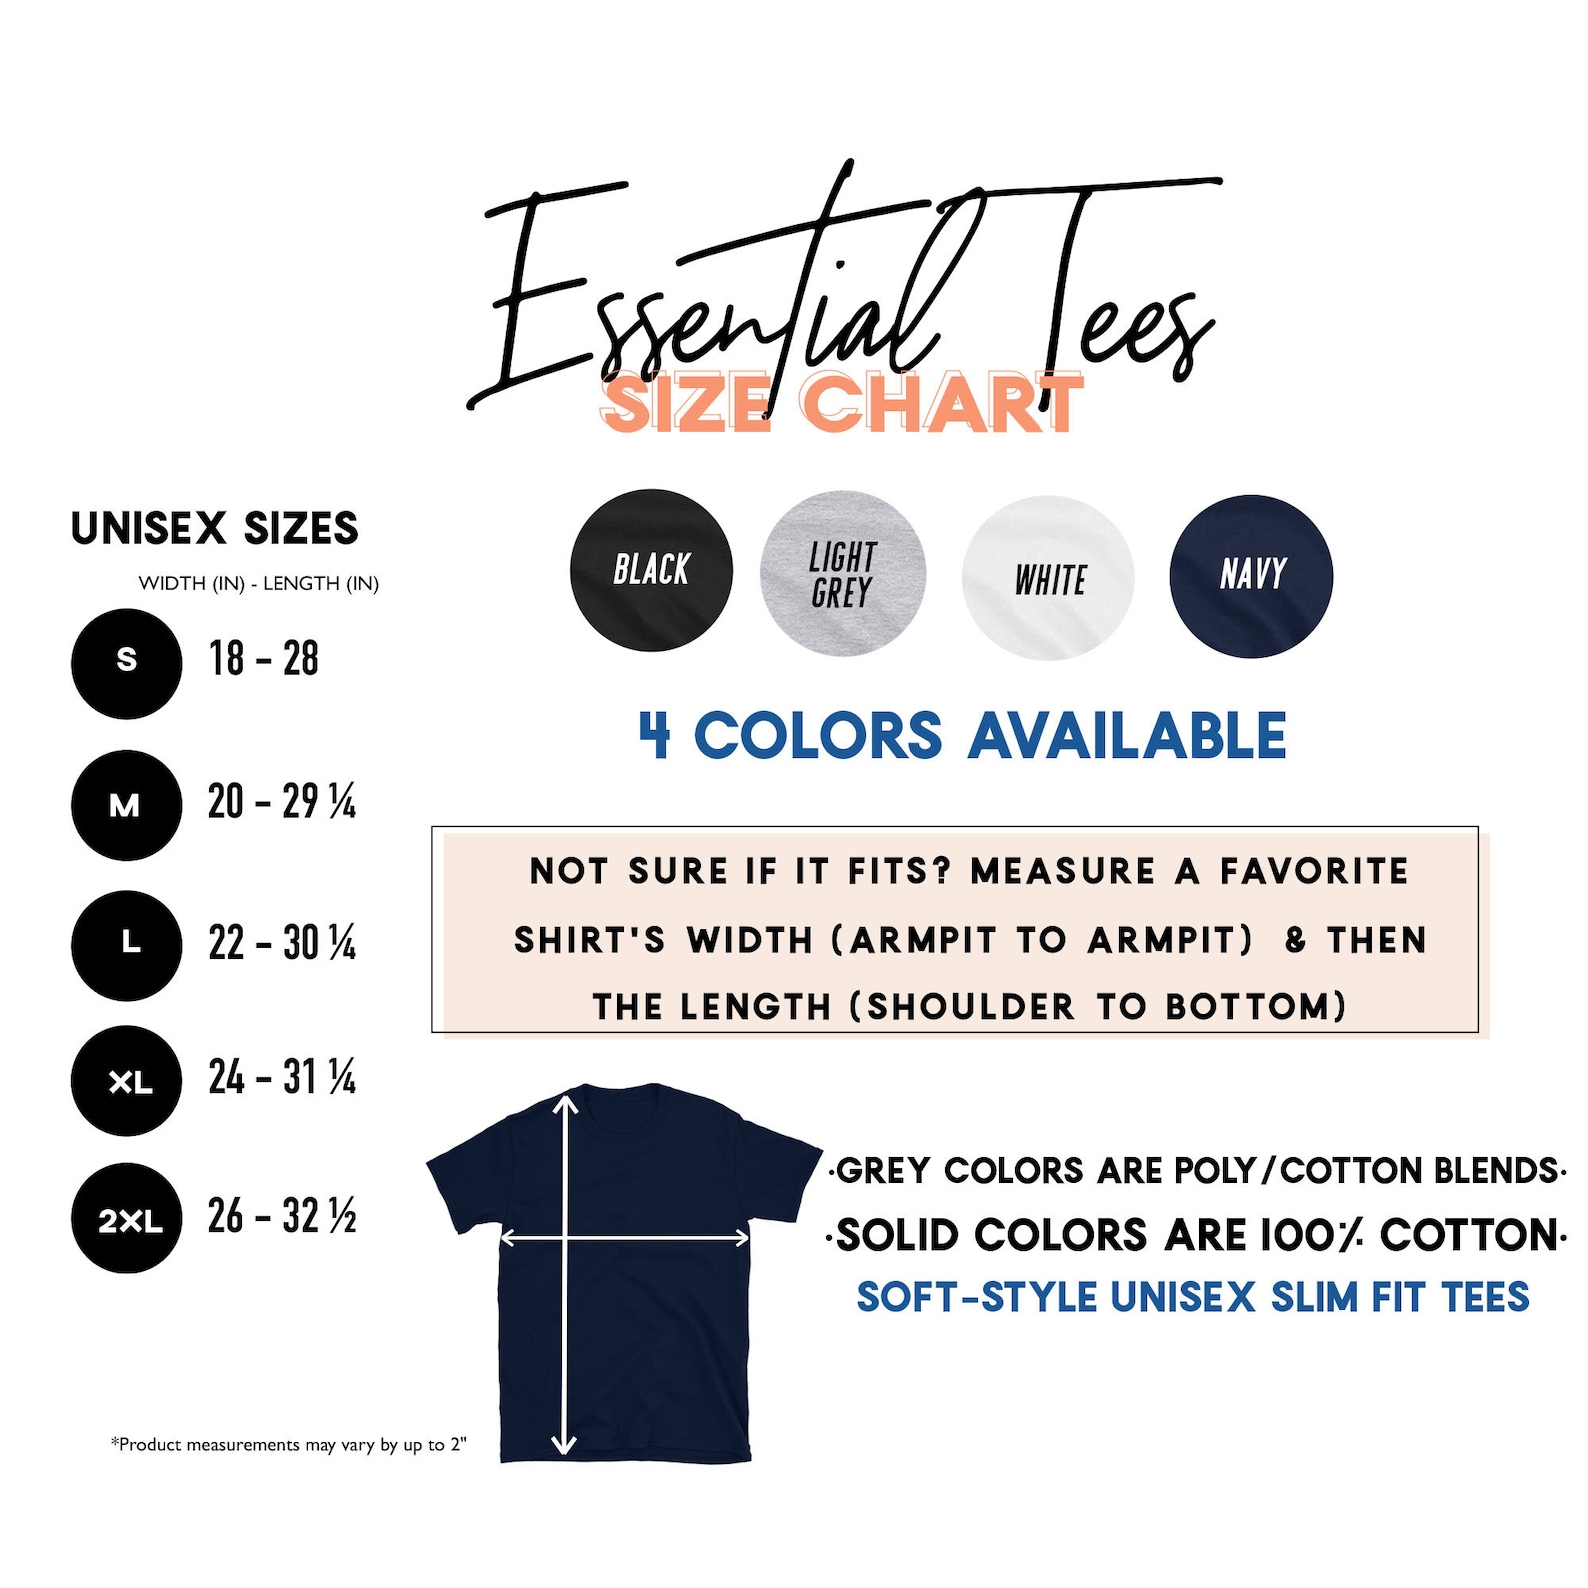 Essential Tees
SIZE CHART
UNISEX SIZES
WIDTH (IN) - LENGTH (IN)
S 18 - 28
M 20 - 29 ¼
L 22 - 30 ¼
XL 24 - 31 ¼
2XL 26 - 32 ½
BLACK
LIGHT
GREY
WHITE
NAVY
4 COLORS AVAILABLE
NOT SURE IF IT FITS? MEASURE A FAVORITE
SHIRT'S WIDTH (ARMPIT TO ARMPIT) & THEN
THE LENGTH (SHOULDER TO BOTTOM)
·GREY COLORS ARE POLY/COTTON BLENDS·
·SOLID COLORS ARE 100% COTTON·
SOFT-STYLE UNISEX SLIM FIT TEES
*Product measurements may vary by up to 2"